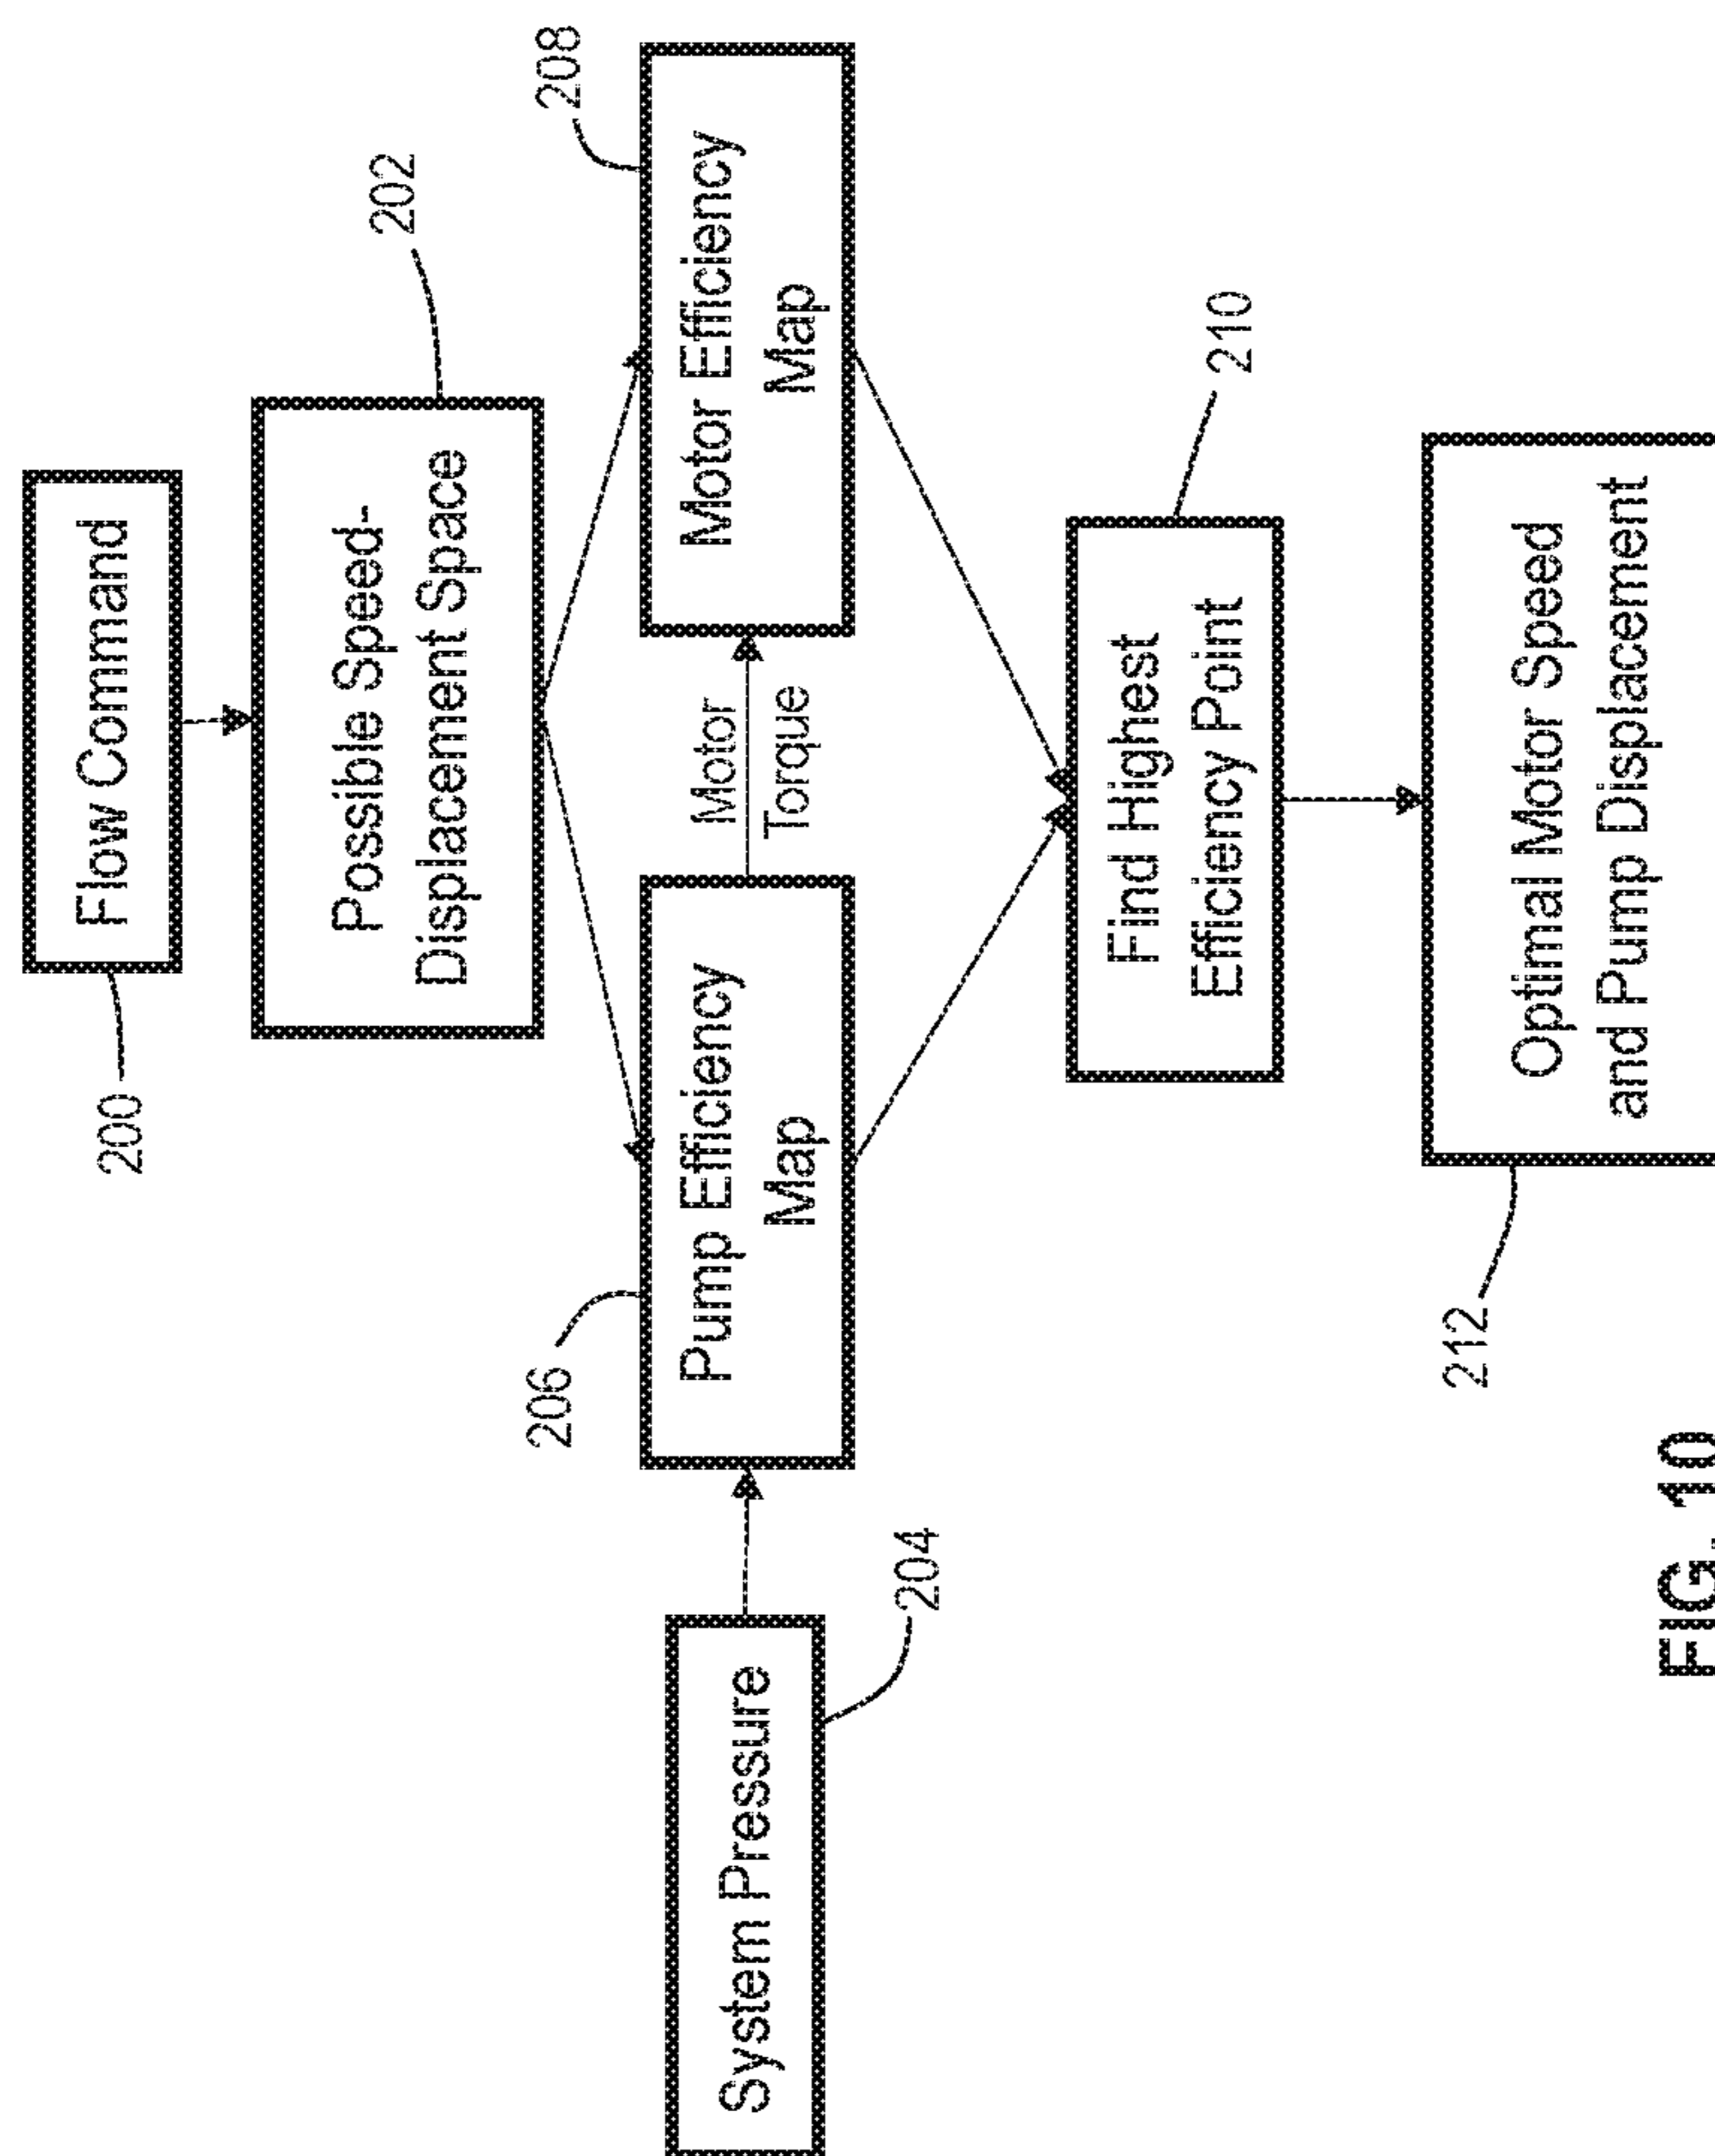 200
Flow Command
Possible Speed-
Displacement Space
202
System Pressure
204
206
Pump Efficiency
Map
Motor
Torque
208
Motor Efficiency
Map
Find Highest
Efficiency Point
210
212
Optimal Motor Speed
and Pump Displacement
FIG. 10